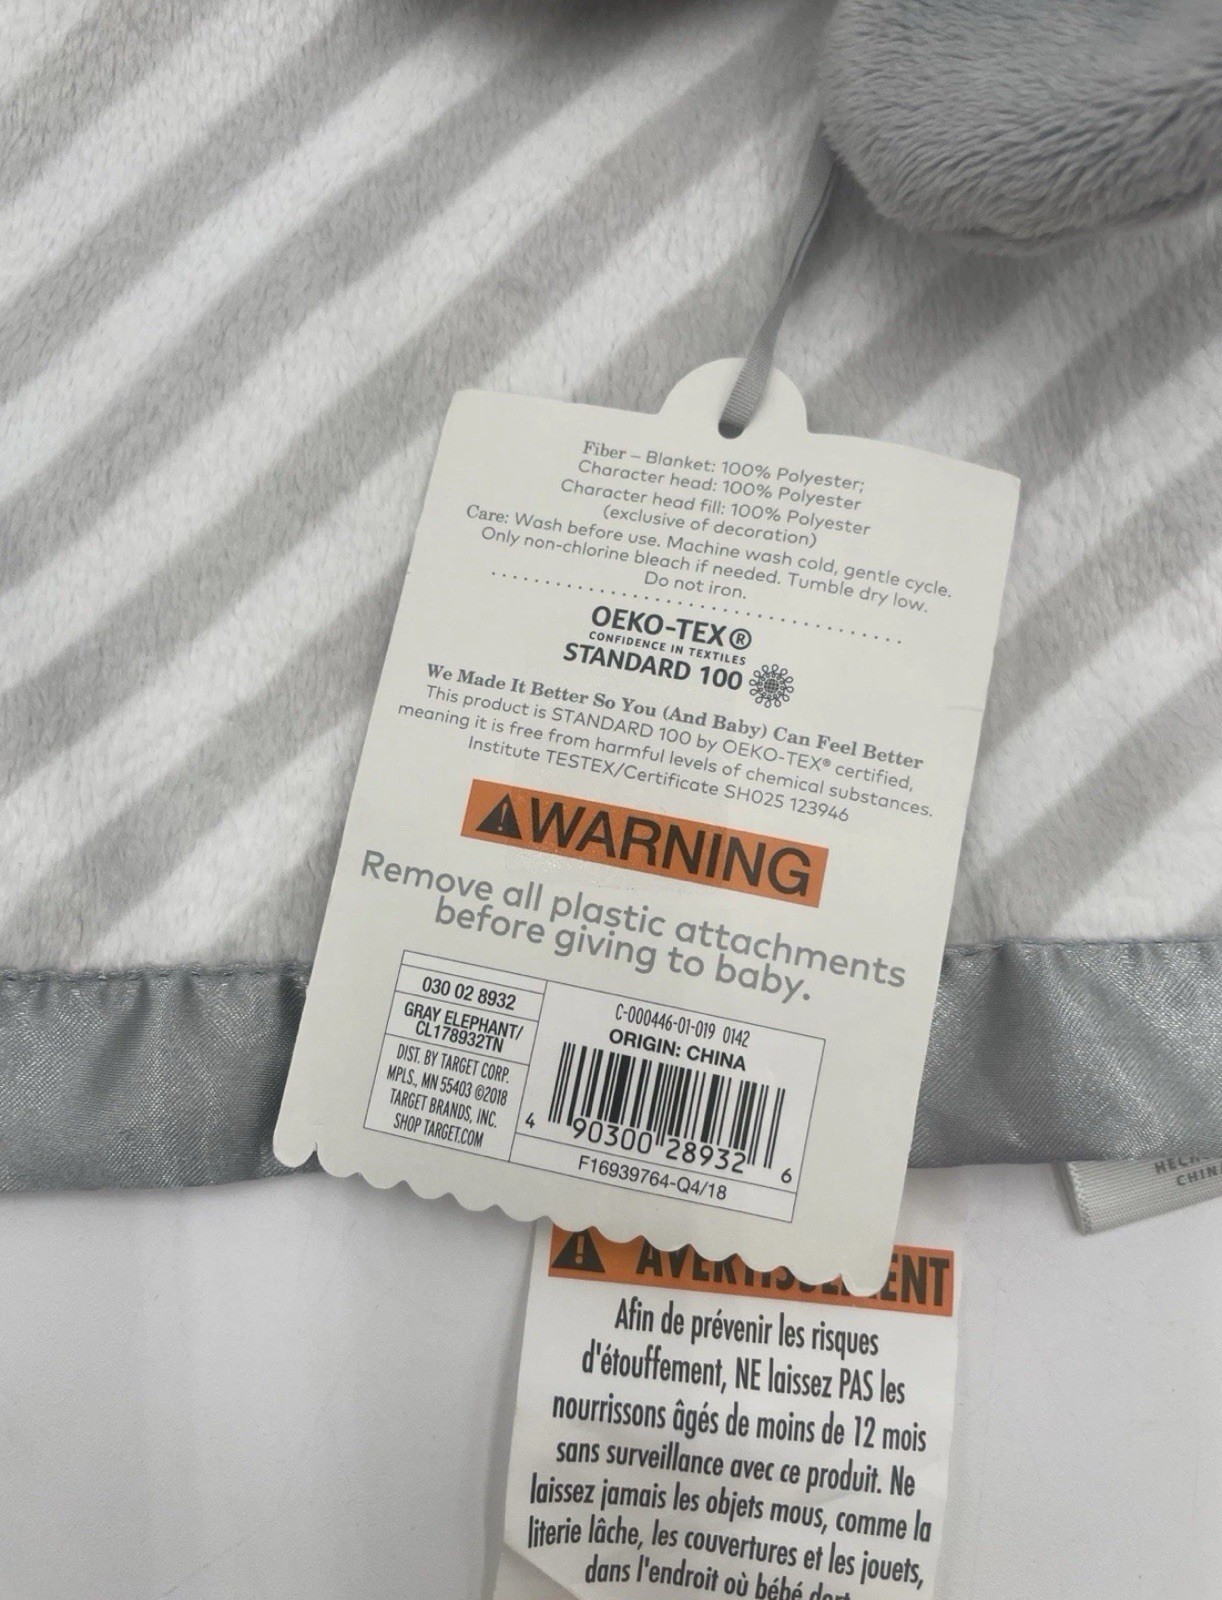 Fiber – Blanket: 100% Polyester;
Character head: 100% Polyester
Character head fill: 100% Polyester
(exclusive of decoration)
Care: Wash before use. Machine wash cold, gentle cycle.
Only non-chlorine bleach if needed. Tumble dry low.
Do not iron.
OEKO-TEX®
CONFIDENCE IN TEXTILES
STANDARD 100
We Made It Better So You (And Baby) Can Feel Better
This product is STANDARD 100 by OEKO-TEX® certified,
meaning it is free from harmful levels of chemical substances.
Institute TESTEX/Certificate SH025 123946
WARNING
Remove all plastic attachments
before giving to baby.
030 02 8932
GRAY ELEPHANT/
CL178932TN
DIST. BY TARGET CORP.
MPLS., MN 55403 ©2018
TARGET BRANDS, INC.
SHOP TARGET.COM
C-000446-01-019 0142
ORIGIN: CHINA
4 90300 28932 6
F16939764-Q4/18
AVERTISSEMENT
Afin de prévenir les risques
d'étouffement, NE laissez PAS les
nourrissons âgés de moins de 12 mois
sans surveillance avec ce produit. Ne
laissez jamais les objets mous, comme la
literie lâche, les couvertures et les jouets,
dans l'endroit où bébé dort